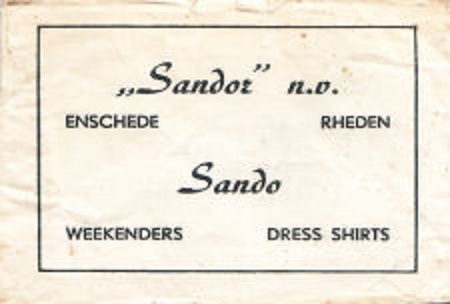 „Sandor” n.v.
ENSCHEDE RHEDEN
Sando
WEEKENDERS DRESS SHIRTS